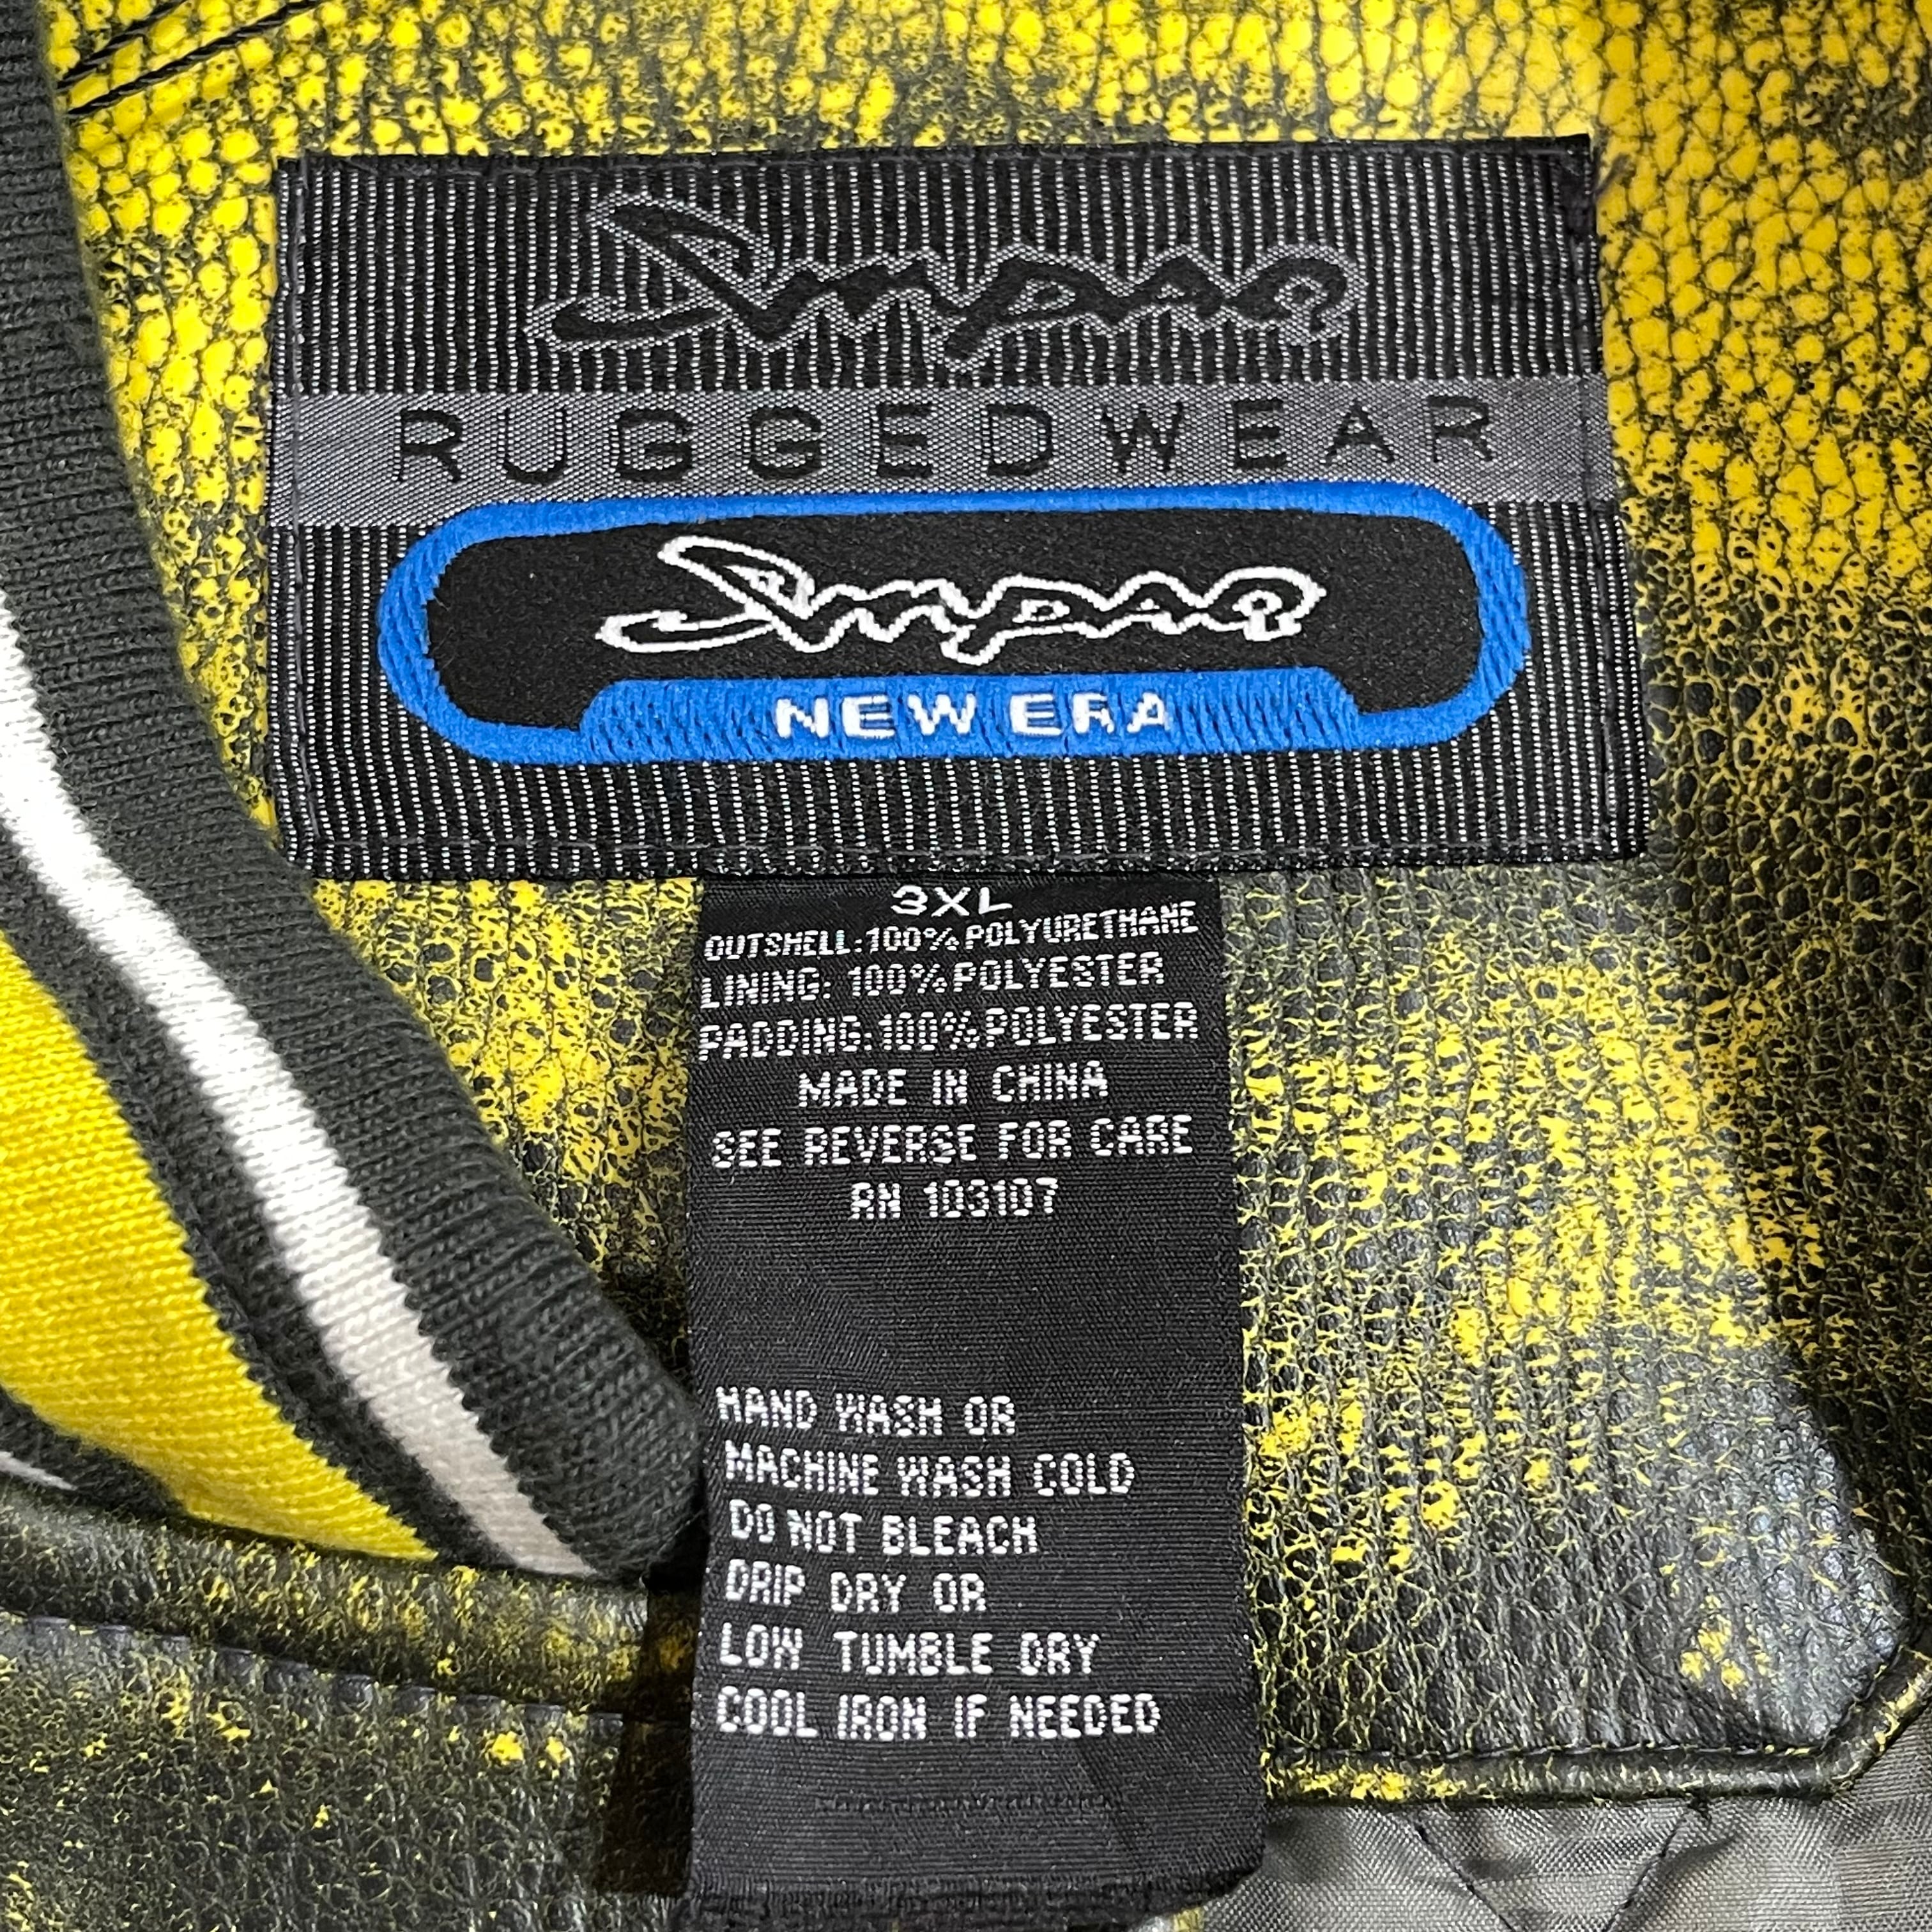 Smpaq
RUGGEDWEAR
Smpaq
NEW ERA
3XL
OUTSHELL:100% POLYURETHANE
LINING: 100% POLYESTER
PADDING:100% POLYESTER
MADE IN CHINA
SEE REVERSE FOR CARE
RN 103107
HAND WASH OR
MACHINE WASH COLD
DO NOT BLEACH
DRIP DRY OR
LOW TUMBLE DRY
COOL IRON IF NEEDED